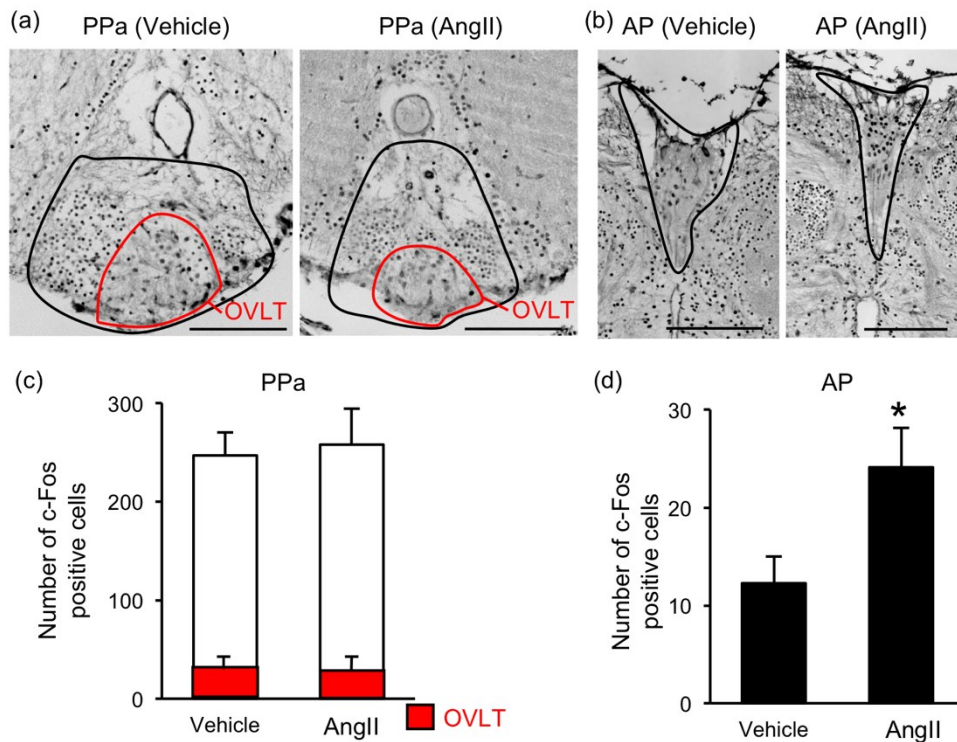 (a)
PPa (Vehicle)
PPa (AngII)
OVLT
OVLT
(b)
AP (Vehicle)
AP (AngII)
(c)
PPa
Number of c-Fos
positive cells
300
200
100
0
Vehicle
AngII
OVLT
(d)
AP
Number of c-Fos
positive cells
30
20
10
0
*
Vehicle
AngII